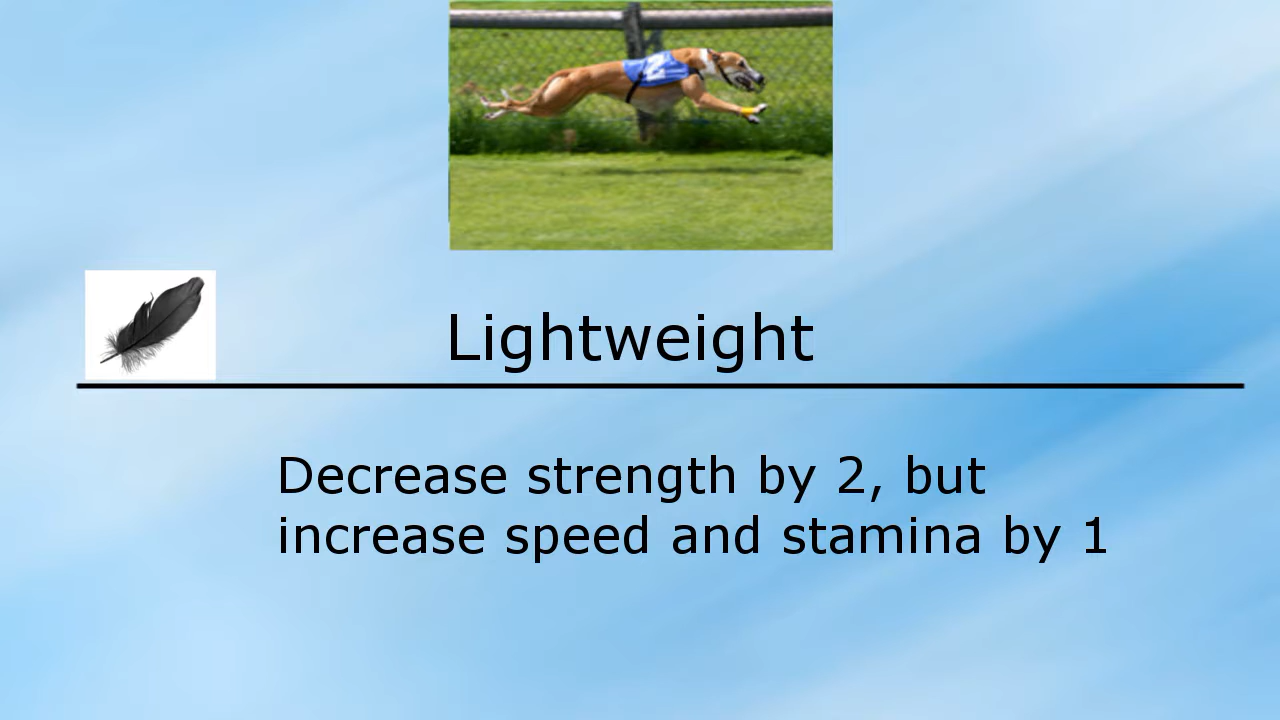 N
Lightweight
Decrease strength by 2, but
increase speed and stamina by 1